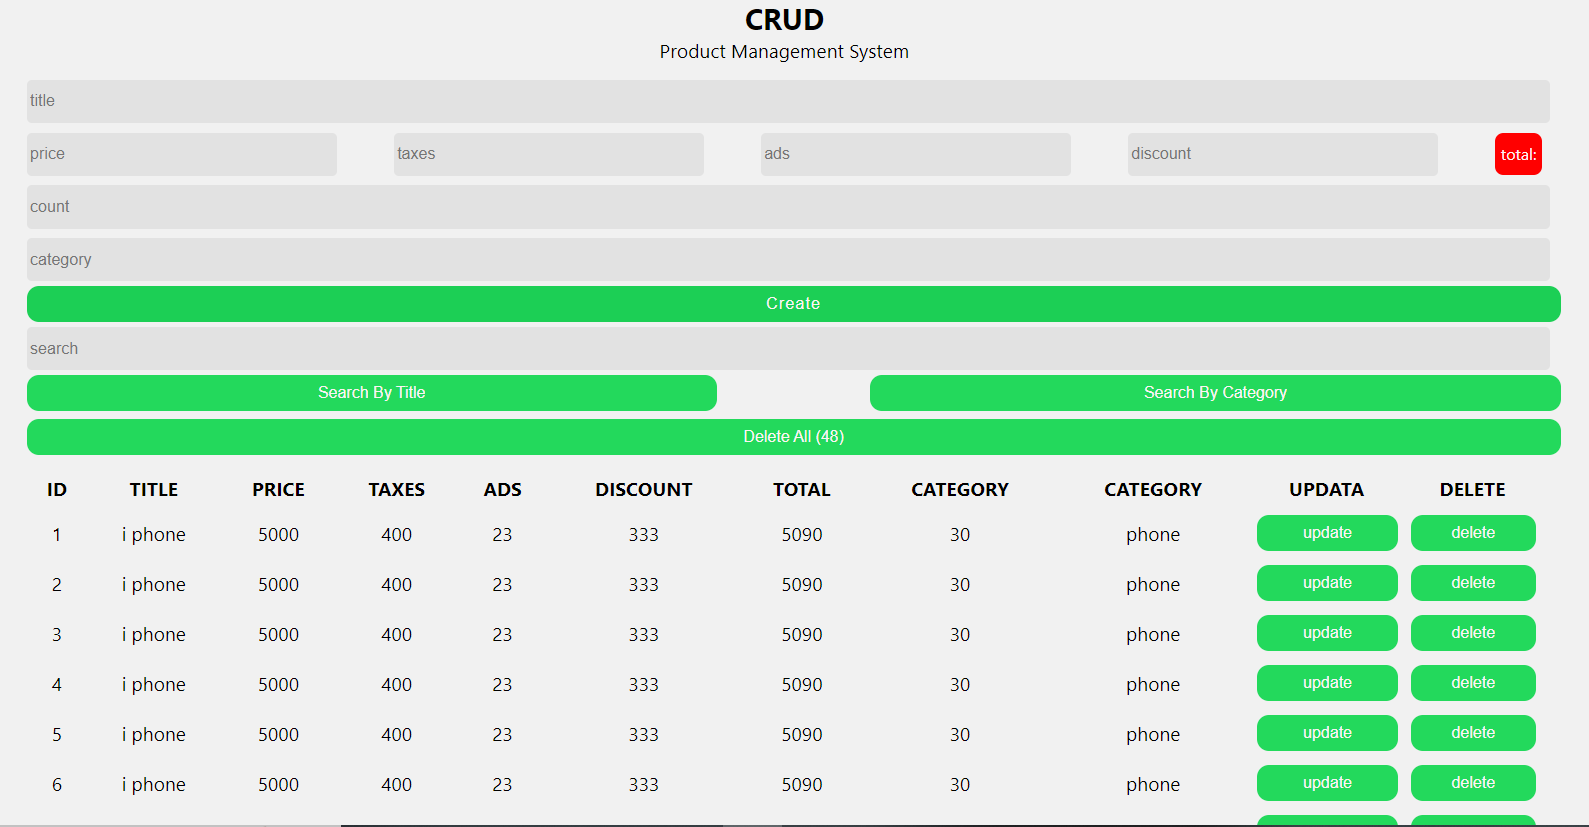 CRUD
Product Management System
title
price taxes ads discount total:
count
category
Create
search
Search By Title Search By Category
Delete All (48)
ID TITLE PRICE TAXES ADS DISCOUNT TOTAL CATEGORY CATEGORY UPDATA DELETE
1 i phone 5000 400 23 333 5090 30 phone update delete
2 i phone 5000 400 23 333 5090 30 phone update delete
3 i phone 5000 400 23 333 5090 30 phone update delete
4 i phone 5000 400 23 333 5090 30 phone update delete
5 i phone 5000 400 23 333 5090 30 phone update delete
6 i phone 5000 400 23 333 5090 30 phone update delete